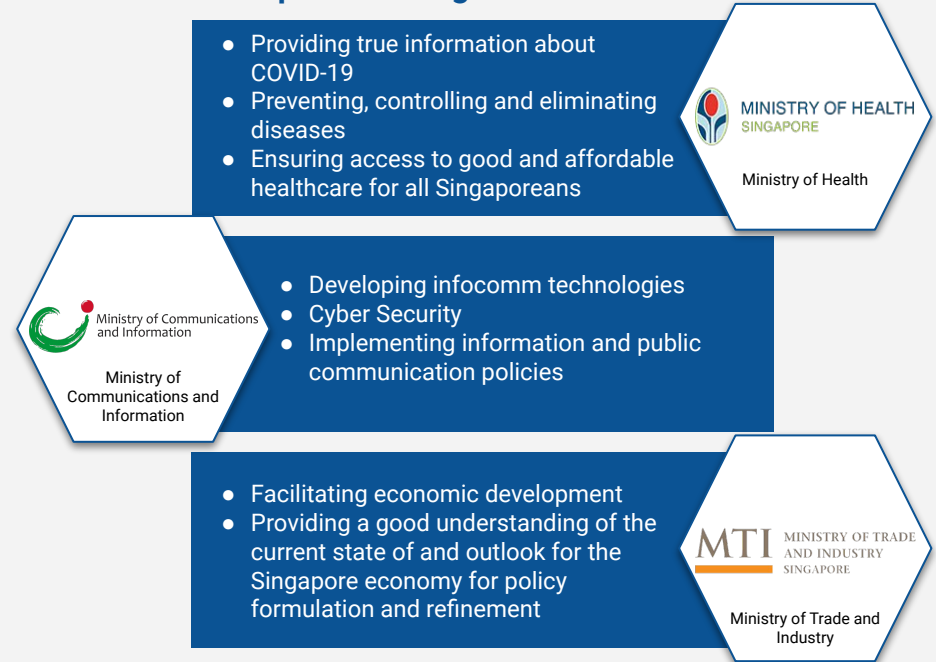 ● Providing true information about
COVID-19
● Preventing, controlling and eliminating
diseases
● Ensuring access to good and affordable
healthcare for all Singaporeans
MINISTRY OF HEALTH
SINGAPORE
Ministry of Health
Ministry of Communications
and Information
Ministry of
Communications and
Information
● Developing infocomm technologies
● Cyber Security
● Implementing information and public
communication policies
● Facilitating economic development
● Providing a good understanding of the
current state of and outlook for the
Singapore economy for policy
formulation and refinement
MTI
MINISTRY OF TRADE
AND INDUSTRY
SINGAPORE
Ministry of Trade and
Industry